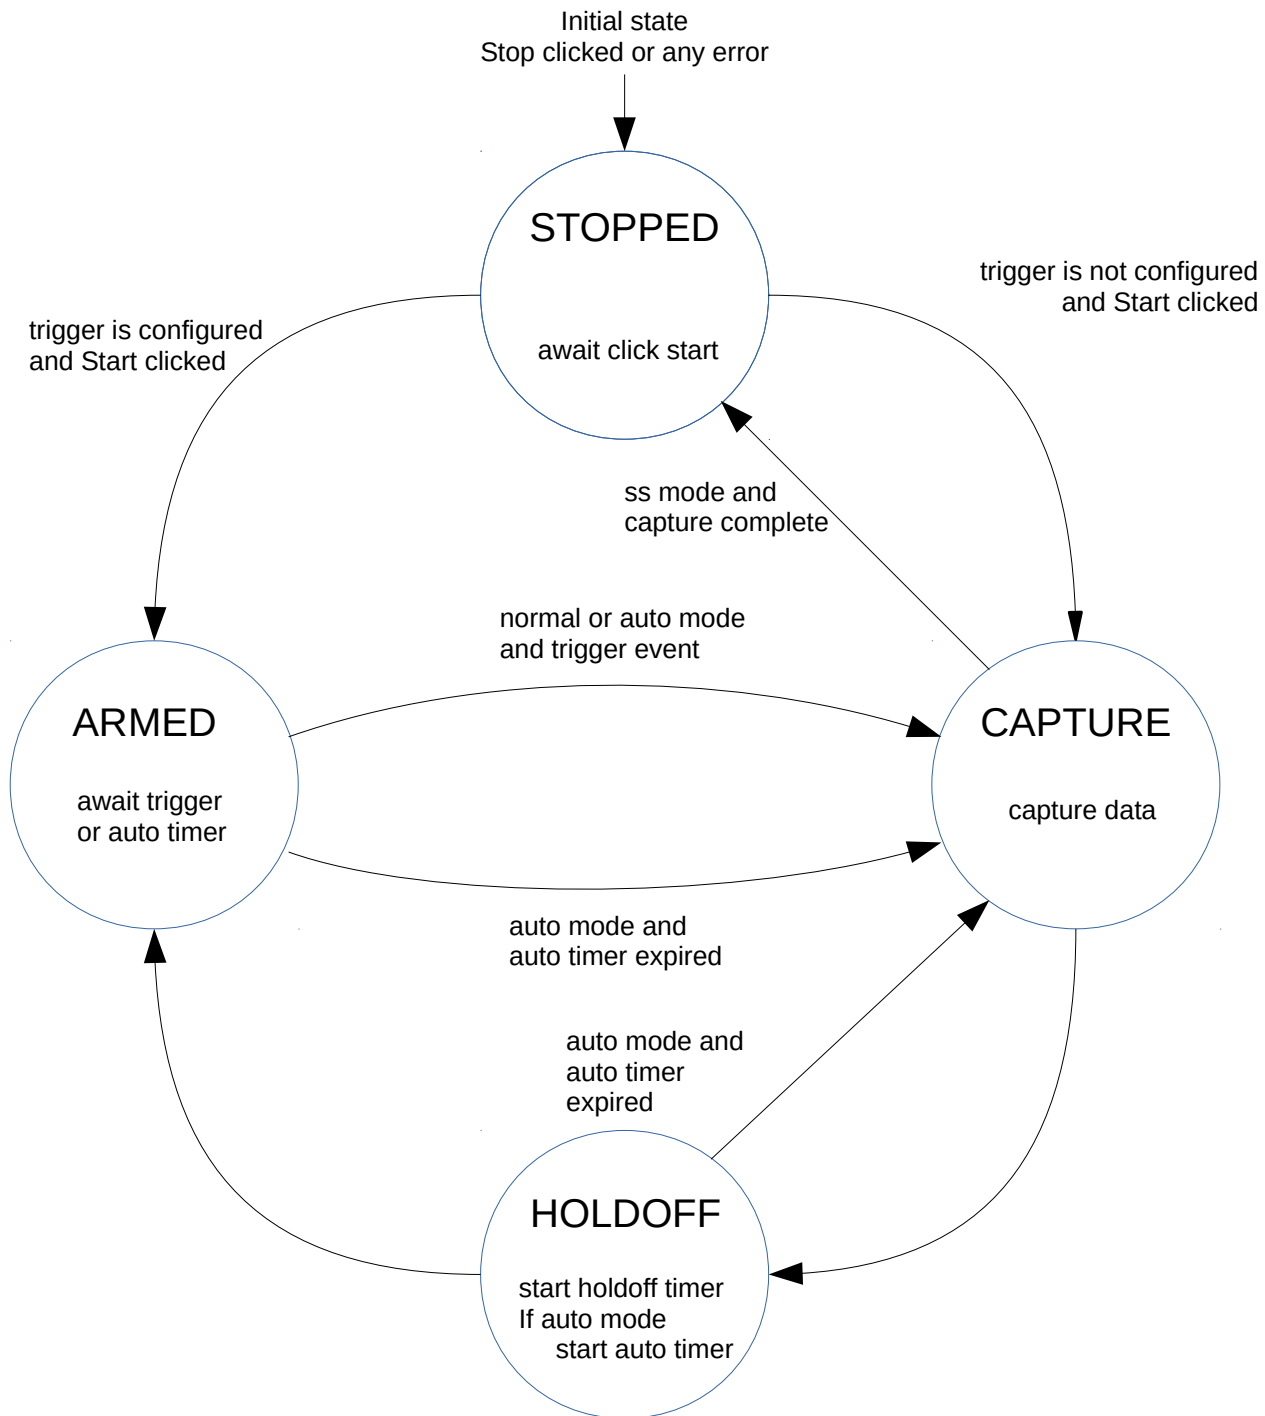 Initial state
Stop clicked or any error
STOPPED
await click start
trigger is not configured
and Start clicked
trigger is configured
and Start clicked
ss mode and
capture complete
normal or auto mode
and trigger event
ARMED
await trigger
or auto timer
CAPTURE
capture data
auto mode and
auto timer expired
auto mode and
auto timer
expired
HOLDOFF
start holdoff timer
If auto mode
start auto timer